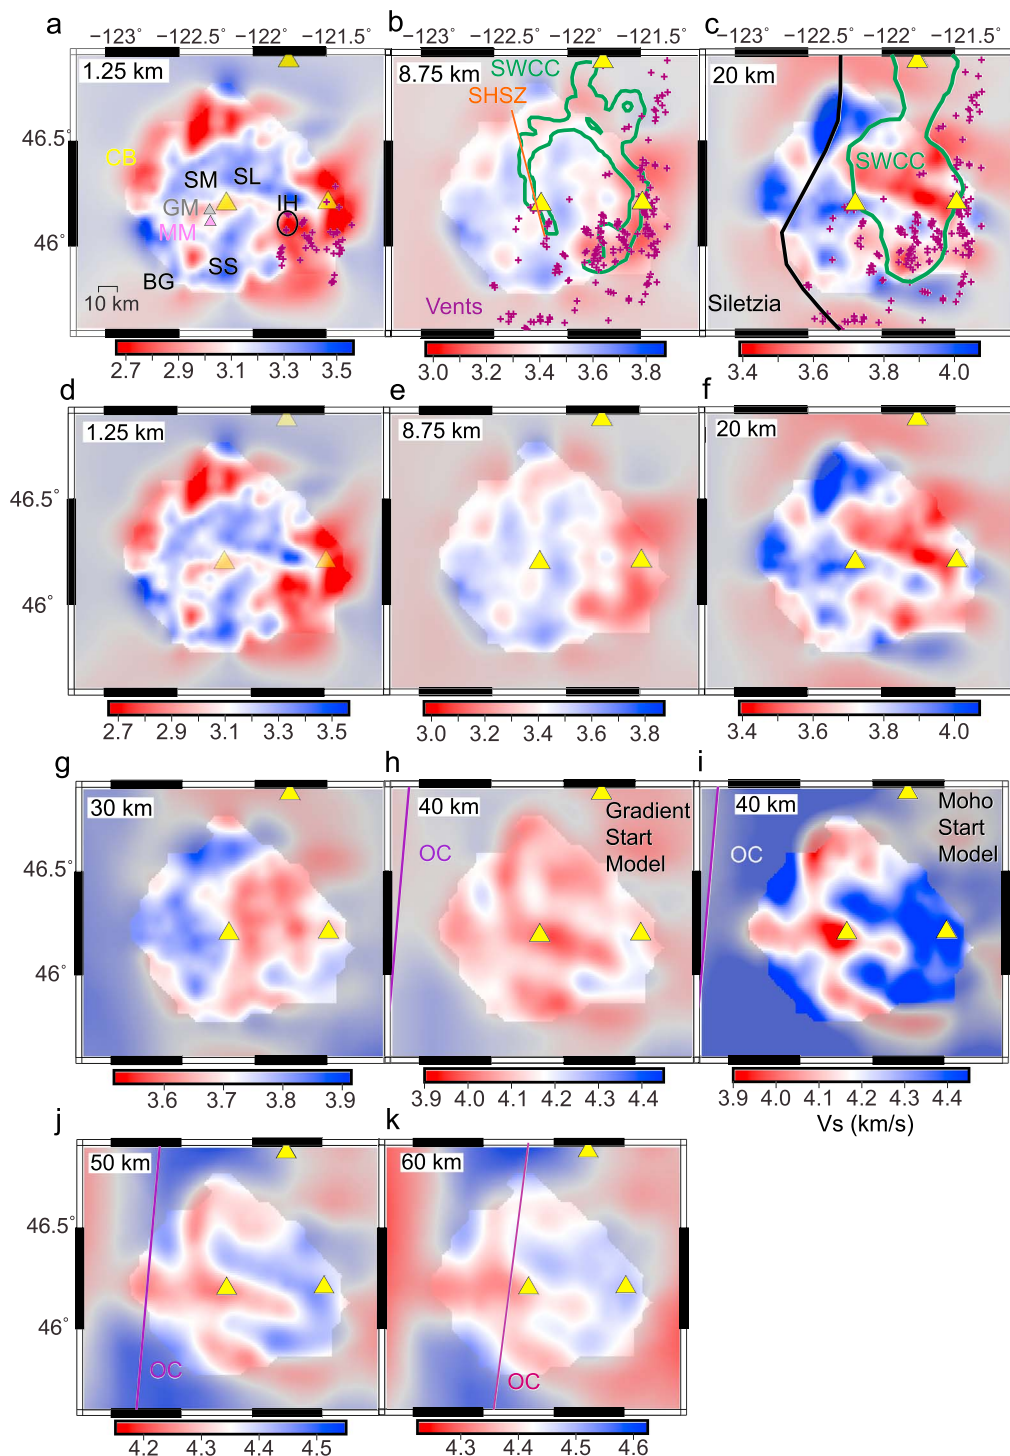 a
b
c
−123˚ −122.5˚ −122˚ −121.5˚
−123˚ −122.5˚ −122˚ −121.5˚
−123˚ −122.5˚ −122˚ −121.5˚
1.25 km
CB
SM
SL
GM
MM
IH
BG
SS
10 km
46.5˚
46˚
2.7 2.9 3.1 3.3 3.5
8.75 km
SWCC
SHSZ
Vents
3.0 3.2 3.4 3.6 3.8
20 km
SWCC
Siletzia
3.4 3.6 3.8 4.0
d
e
f
1.25 km
46.5˚
46˚
2.7 2.9 3.1 3.3 3.5
8.75 km
3.0 3.2 3.4 3.6 3.8
20 km
3.4 3.6 3.8 4.0
g
h
i
30 km
46.5˚
46˚
3.6 3.7 3.8 3.9
40 km
Gradient
Start
Model
OC
3.9 4.0 4.1 4.2 4.3 4.4
40 km
Moho
Start
Model
OC
3.9 4.0 4.1 4.2 4.3 4.4
Vs (km/s)
j
k
50 km
46.5˚
46˚
OC
4.2 4.3 4.4 4.5
60 km
OC
4.3 4.4 4.5 4.6